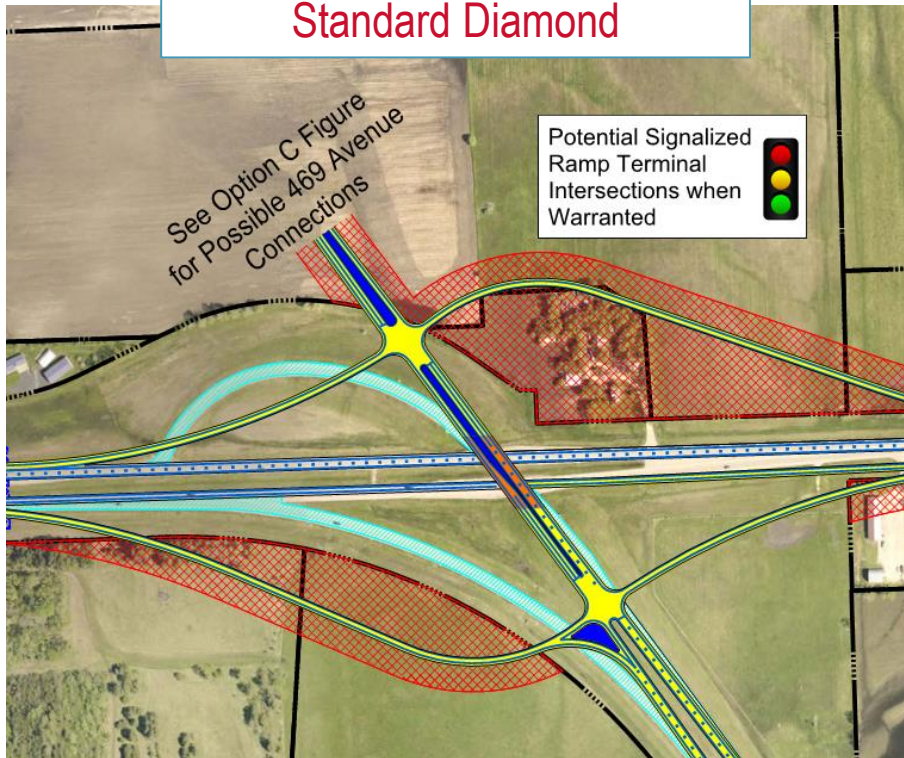 Standard Diamond
See Option C Figure
for Possible 469 Avenue
Connections
Potential Signalized
Ramp Terminal
Intersections when
Warranted